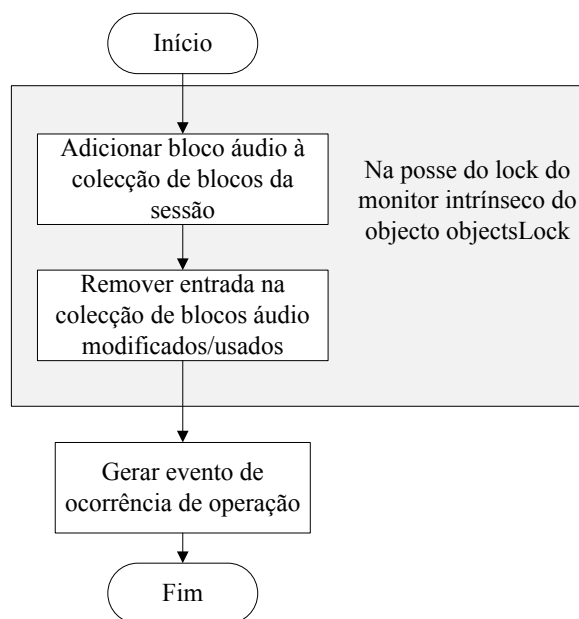 Início
Adicionar bloco áudio à
colecção de blocos da
sessão
Na posse do lock do
monitor intrínseco do
objecto objectsLock
Remover entrada na
colecção de blocos áudio
modificados/usados
Gerar evento de
ocorrência de operação
Fim